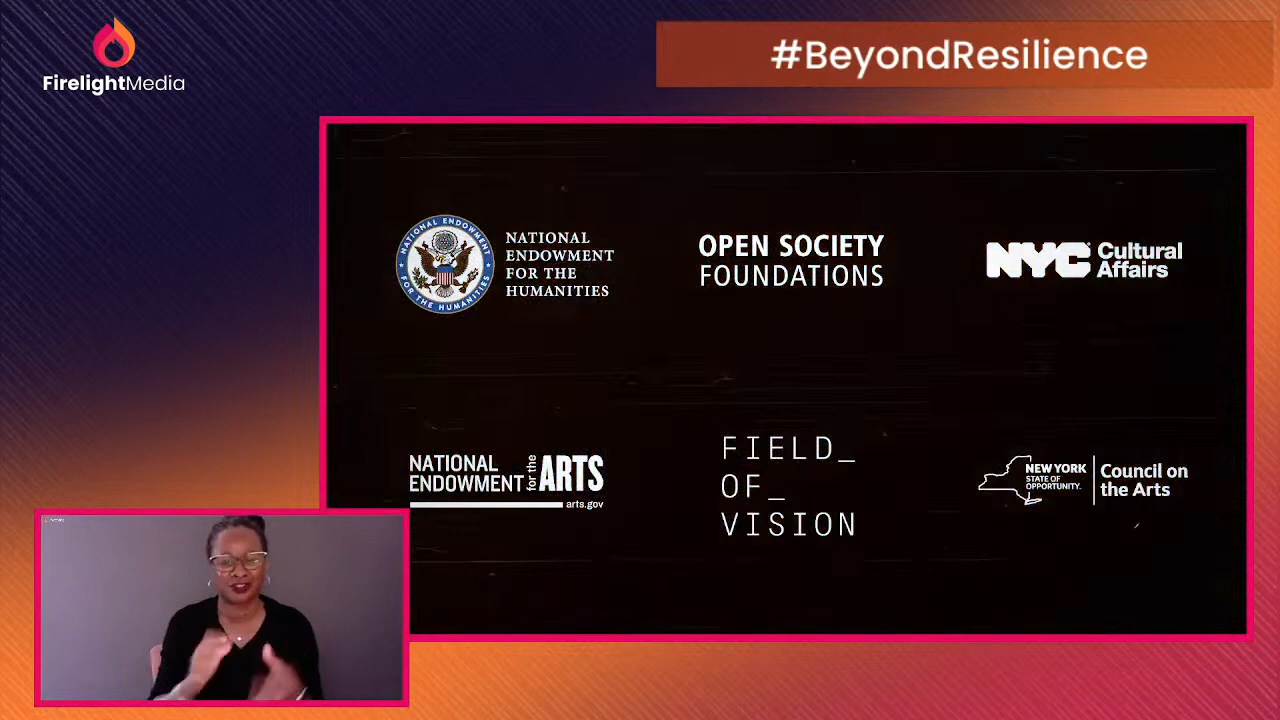 FirelightMedia
#BeyondResilience
NATIONAL ENDOWMENT
FOR THE HUMANITIES
NATIONAL
ENDOWMENT
FOR THE
HUMANITIES
OPEN SOCIETY
FOUNDATIONS
NYC Cultural
Affairs
NATIONAL
ENDOWMENT for the ARTS
arts.gov
FIELD_
OF_
VISION
NEW YORK
STATE OF
OPPORTUNITY.
Council on
the Arts